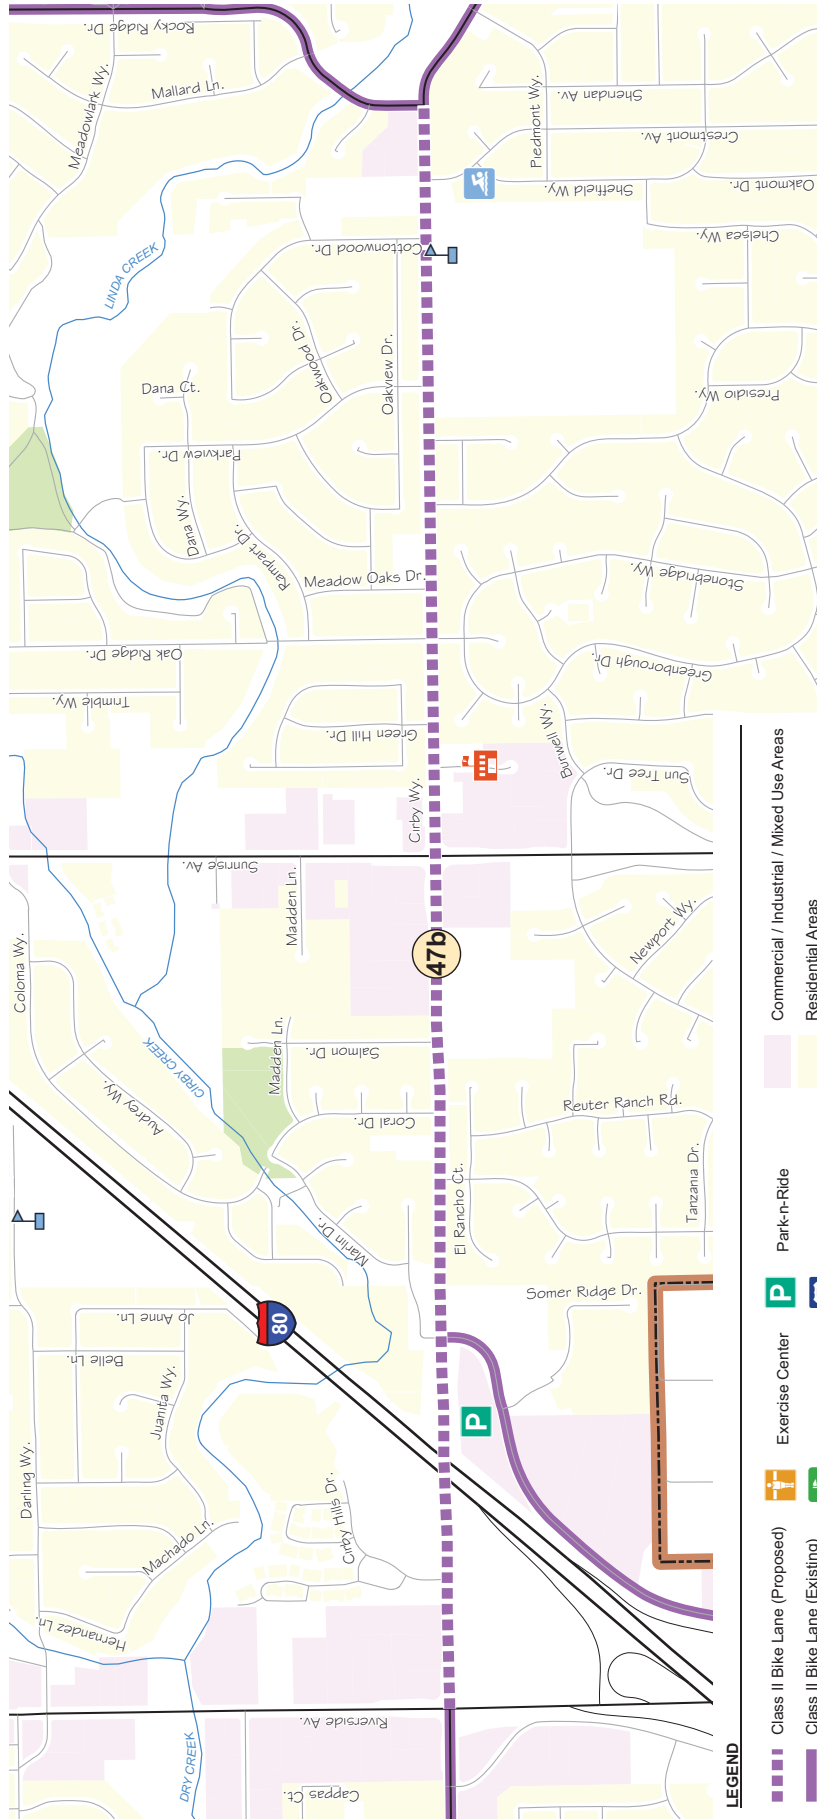 Rocky Ridge Dr.
Mallard Ln.
Meadowlark Wy.
LINDA CREEK
Piedmont Wy.
Sheridan Av.
Crestmont Av.
Sheffield Wy.
Oakmont Dr.
Chelsea Wy.
Cottonwood Dr.
Oakwood Dr.
Oakview Dr.
Dana Ct.
Presidio Wy.
Parkview Dr.
Dana Wy.
Rampart Dr.
Meadow Oaks Dr.
Stonebridge Wy.
Oak Ridge Dr.
Greenborough Dr.
Trimble Wy.
Green Hill Dr.
Burwell Wy.
Sun Tree Dr.
Cirby Wy.
Sunrise Av.
Madden Ln.
Newport Wy.
47b
Coloma Wy.
CIRBY CREEK
Madden Ln.
Salmon Dr.
Audrey Wy.
Coral Dr.
Reuter Ranch Rd.
El Rancho Ct.
Tanzania Dr.
Marlin Dr.
Somer Ridge Dr.
80
Jo Anne Ln.
Belle Ln.
Juanita Wy.
P
Darling Wy.
Cirby Hills Dr.
Machado Ln.
Hernandez Ln.
Riverside Av.
DRY CREEK
Cappas Ct.
LEGEND
Class II Bike Lane (Proposed)
Exercise Center
P
Park-n-Ride
Commercial / Industrial / Mixed Use Areas
Class II Bike Lane (Existing)
Residential Areas